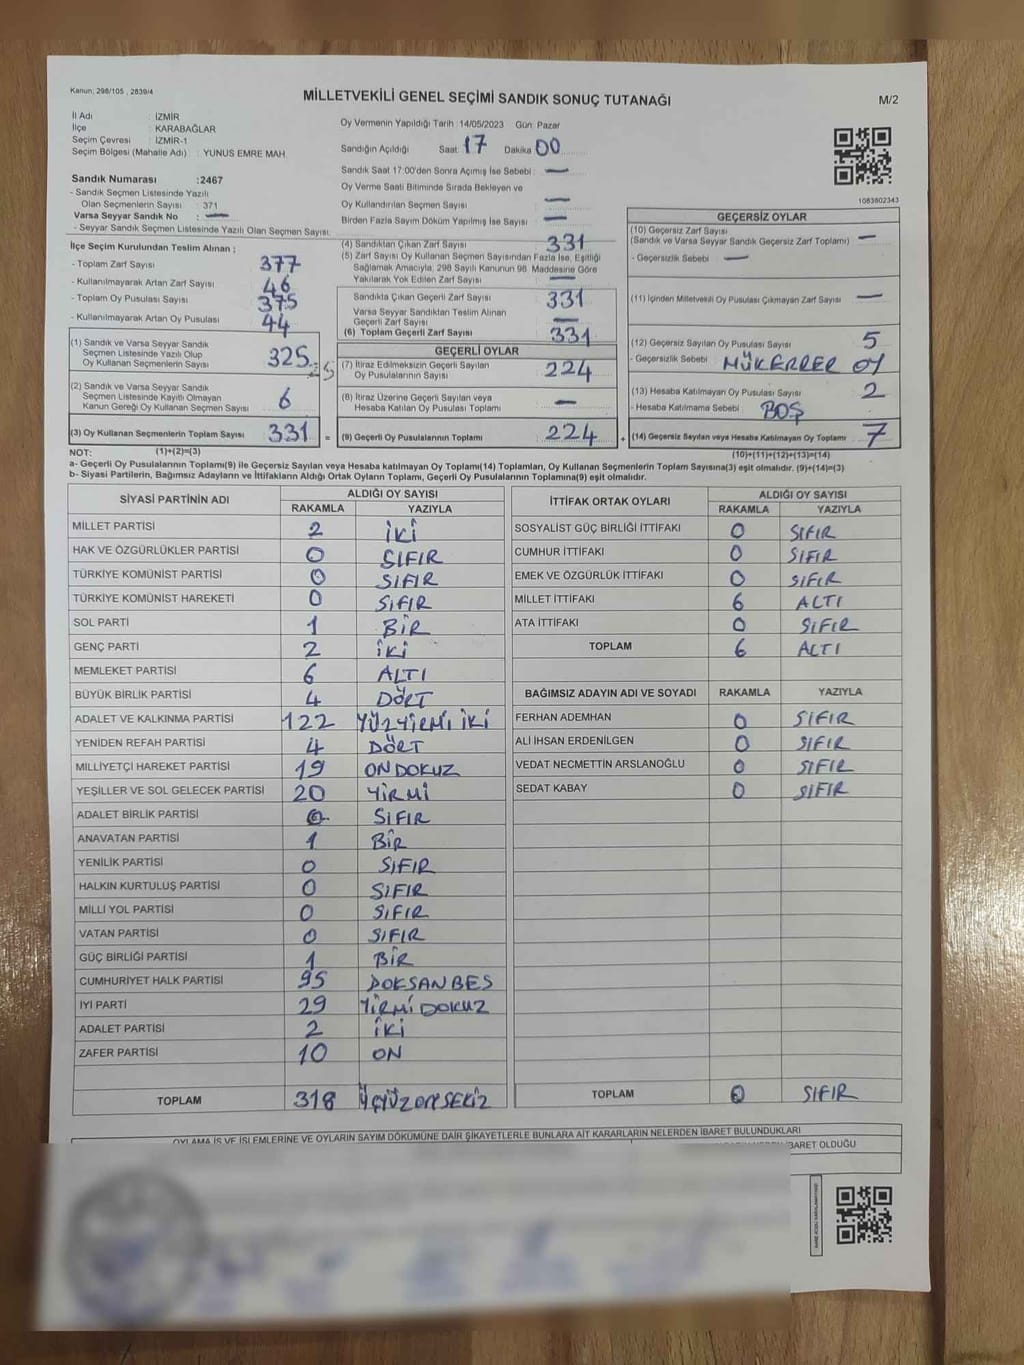 Kanun; 298/105 , 2839/4
MİLLETVEKİLİ GENEL SEÇİMİ SANDIK SONUÇ TUTANAĞI
M/2
İl Adı : İZMİR
İlçe : KARABAĞLAR
Seçim Çevresi : İZMİR-1
Seçim Bölgesi (Mahalle Adı) : YUNUS EMRE MAH.
Sandık Numarası :2467
- Sandık Seçmen Listesinde Yazılı
Olan Seçmenlerin Sayısı : 371
Varsa Seyyar Sandık No : —
- Seyyar Sandık Seçmen Listesinde Yazılı Olan Seçmen Sayısı:
Oy Vermenin Yapıldığı Tarih :14/05/2023 Gün: Pazar
Sandığın Açıldığı Saat: 17 Dakika: 00
Sandık Saat 17:00'den Sonra Açımış İse Sebebi: —
Oy Verme Saati Bitiminde Sırada Bekleyen ve
Oy Kullandırılan Seçmen Sayısı: —
Birden Fazla Sayım Döküm Yapılmış İse Sayısı: —
1083802343
İlçe Seçim Kurulundan Teslim Alınan ;
- Toplam Zarf Sayısı 377
- Kullanılmayarak Artan Zarf Sayısı 46
- Toplam Oy Pusulası Sayısı 375
- Kullanılmayarak Artan Oy Pusulası 44
(1) Sandık ve Varsa Seyyar Sandık
Seçmen Listesinde Yazılı Olup
Oy Kullanan Seçmenlerin Sayısı 325
(2) Sandık ve Varsa Seyyar Sandık
Seçmen Listesinde Kayıtlı Olmayan
Kanun Gereği Oy Kullanan Seçmen Sayısı 6
(3) Oy Kullanan Seçmenlerin Toplam Sayısı 331 =
(4) Sandıktan Çıkan Zarf Sayısı 331
(5) Zarf Sayısı Oy Kullanan Seçmen Sayısından Fazla İse, Eşitliği
Sağlamak Amacıyla, 298 Sayılı Kanunun 98. Maddesine Göre
Yakılarak Yok Edilen Zarf Sayısı —
Sandıkta Çıkan Geçerli Zarf Sayısı 331
Varsa Seyyar Sandıktan Teslim Alınan
Geçerli Zarf Sayısı —
(6) Toplam Geçerli Zarf Sayısı 331
GEÇERLİ OYLAR
(7) İtiraz Edilmeksizin Geçerli Sayılan
Oy Pusulalarının Sayısı 224
(8) İtiraz Üzerine Geçerli Sayılan veya
Hesaba Katılan Oy Pusulası Toplamı —
(9) Geçerli Oy Pusulalarının Toplamı 224 +
GEÇERSİZ OYLAR
(10) Geçersiz Zarf Sayısı
(Sandık ve Varsa Seyyar Sandık Geçersiz Zarf Toplamı) —
- Geçersizlik Sebebi —
(11) İçinden Milletvekili Oy Pusulası Çıkmayan Zarf Sayısı —
(12) Geçersiz Sayılan Oy Pusulası Sayısı 5
- Geçersizlik Sebebi MÜKERRER OY
(13) Hesaba Katılmayan Oy Pusulası Sayısı 2
- Hesaba Katılmama Sebebi BOŞ
(14) Geçersiz Sayılan veya Hesaba Katılmayan Oy Toplamı 7
NOT: (1)+(2)=(3) (10)+(11)+(12)+(13)=(14)
a- Geçerli Oy Pusulalarının Toplamı(9) ile Geçersiz Sayılan veya Hesaba katılmayan Oy Toplamı(14) Toplamları, Oy Kullanan Seçmenlerin Toplam Sayısına(3) eşit olmalıdır. (9)+(14)=(3)
b- Siyasi Partilerin, Bağımsız Adayların ve İttifakların Aldığı Ortak Oyların Toplamı, Geçerli Oy Pusulalarının Toplamına(9) eşit olmalıdır.
SİYASİ PARTİNİN ADI ALDIĞI OY SAYISI
RAKAMLA YAZIYLA
MİLLET PARTİSİ 2 İKİ
HAK VE ÖZGÜRLÜKLER PARTİSİ 0 SIFIR
TÜRKİYE KOMÜNİST PARTİSİ 0 SIFIR
TÜRKİYE KOMÜNİST HAREKETİ 0 SIFIR
SOL PARTİ 1 BİR
GENÇ PARTİ 2 İKİ
MEMLEKET PARTİSİ 6 ALTI
BÜYÜK BİRLİK PARTİSİ 4 DÖRT
ADALET VE KALKINMA PARTİSİ 122 YÜZYİRMİ İKİ
YENİDEN REFAH PARTİSİ 4 DÖRT
MİLLİYETÇİ HAREKET PARTİSİ 19 ONDOKUZ
YEŞİLLER VE SOL GELECEK PARTİSİ 20 YİRMİ
ADALET BİRLİK PARTİSİ 0 SIFIR
ANAVATAN PARTİSİ 1 BİR
YENİLİK PARTİSİ 0 SIFIR
HALKIN KURTULUŞ PARTİSİ 0 SIFIR
MİLLİ YOL PARTİSİ 0 SIFIR
VATAN PARTİSİ 0 SIFIR
GÜÇ BİRLİĞİ PARTİSİ 1 BİR
CUMHURİYET HALK PARTİSİ 95 DOKSANBES
İYİ PARTİ 29 YİRMİDOKUZ
ADALET PARTİSİ 2 İKİ
ZAFER PARTİSİ 10 ON
TOPLAM 318 ÜÇYÜZONSEKİZ
İTTİFAK ORTAK OYLARI ALDIĞI OY SAYISI
RAKAMLA YAZIYLA
SOSYALİST GÜÇ BİRLİĞİ İTTİFAKI 0 SIFIR
CUMHUR İTTİFAKI 0 SIFIR
EMEK VE ÖZGÜRLÜK İTTİFAKI 0 SIFIR
MİLLET İTTİFAKI 6 ALTI
ATA İTTİFAKI 0 SIFIR
TOPLAM 6 ALTI
BAĞIMSIZ ADAYIN ADI VE SOYADI RAKAMLA YAZIYLA
FERHAN ADEMHAN 0 SIFIR
ALİ İHSAN ERDENİLGEN 0 SIFIR
VEDAT NECMETTİN ARSLANOĞLU 0 SIFIR
SEDAT KABAY 0 SIFIR
TOPLAM 0 SIFIR
OYLAMA İŞ VE İŞLEMLERİNE VE OYLARIN SAYIM DÖKÜMÜNE DAİR ŞİKAYETLERLE BUNLARA AİT KARARLARIN NELERDEN İBARET BULUNDUKLARI
İBARET OLDUĞU